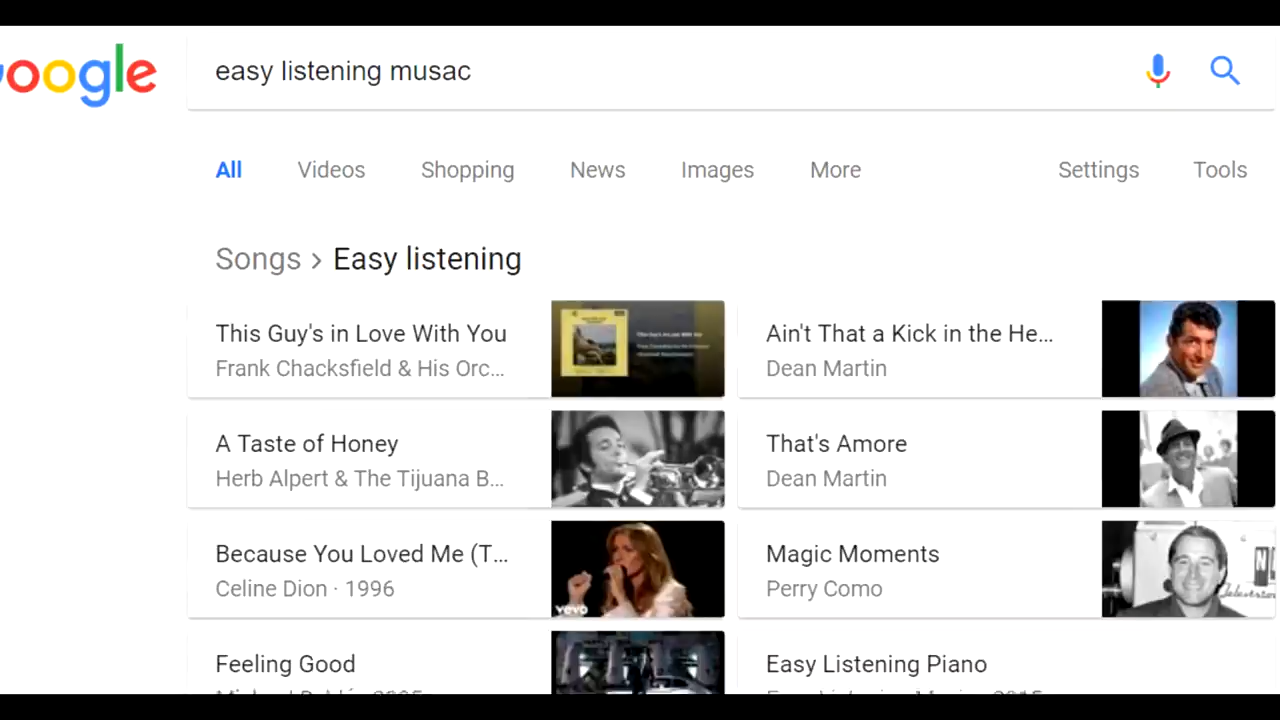 oogle
easy listening musac
All Videos Shopping News Images More Settings Tools
Songs › Easy listening
This Guy's in Love With You
Frank Chacksfield & His Orc...
Ain't That a Kick in the He...
Dean Martin
A Taste of Honey
Herb Alpert & The Tijuana B...
That's Amore
Dean Martin
Because You Loved Me (T...
Celine Dion · 1996
vevo
Magic Moments
Perry Como
Feeling Good
Easy Listening Piano